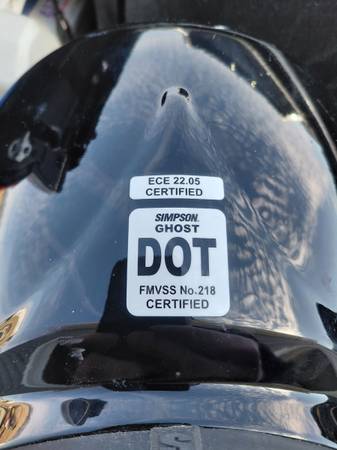 ECE 22.05
CERTIFIED
SIMPSON
GHOST
DOT
FMVSS No.218
CERTIFIED
S